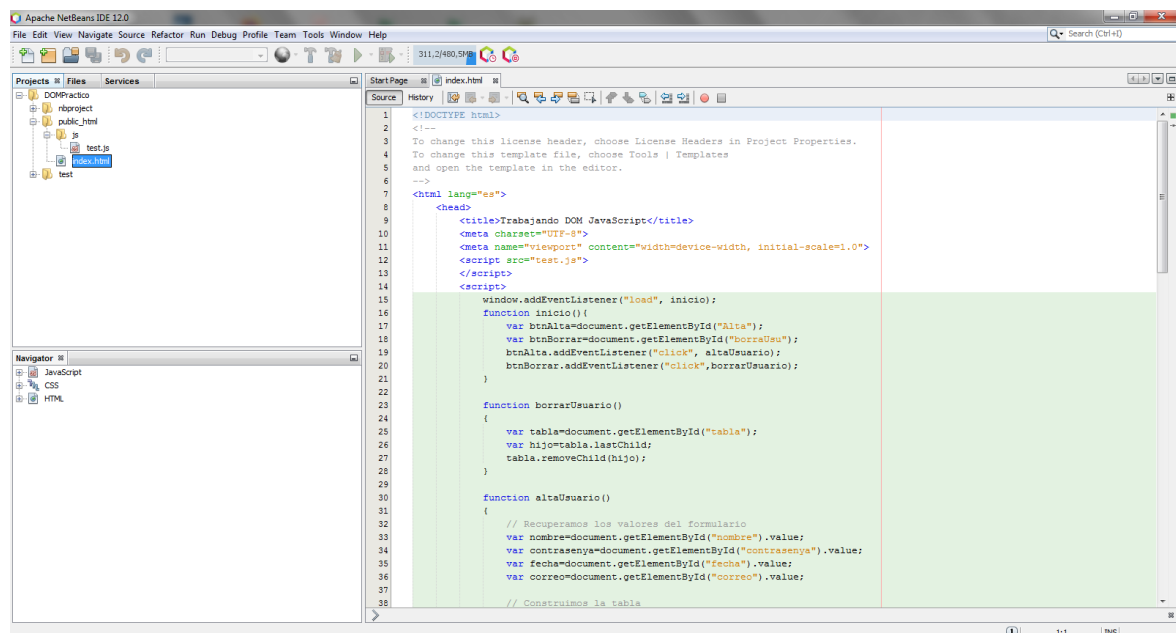 Apache NetBeans IDE 12.0
File Edit View Navigate Source Refactor Run Debug Profile Team Tools Window Help
Search (Ctrl+I)
311,2/480,5MB
Projects Files Services
DOMPractico
nbproject
public_html
js
test.js
index.html
test
Navigator
JavaScript
CSS
HTML
Start Page index.html
Source History
1 <!DOCTYPE html>
2 <!--
3 To change this license header, choose License Headers in Project Properties.
4 To change this template file, choose Tools | Templates
5 and open the template in the editor.
6 -->
7 <html lang="es">
8 <head>
9 <title>Trabajando DOM JavaScript</title>
10 <meta charset="UTF-8">
11 <meta name="viewport" content="width=device-width, initial-scale=1.0">
12 <script src="test.js">
13 </script>
14 <script>
15 window.addEventListener("load", inicio);
16 function inicio(){
17 var btnAlta=document.getElementById("Alta");
18 var btnBorrar=document.getElementById("borraUsu");
19 btnAlta.addEventListener("click", altaUsuario);
20 btnBorrar.addEventListener("click",borrarUsuario);
21 }
22
23 function borrarUsuario()
24 {
25 var tabla=document.getElementById("tabla");
26 var hijo=tabla.lastChild;
27 tabla.removeChild(hijo);
28 }
29
30 function altaUsuario()
31 {
32 // Recuperamos los valores del formulario
33 var nombre=document.getElementById("nombre").value;
34 var contrasenya=document.getElementById("contrasenya").value;
35 var fecha=document.getElementById("fecha").value;
36 var correo=document.getElementById("correo").value;
37
38 // Construimos la tabla
1:1 INS